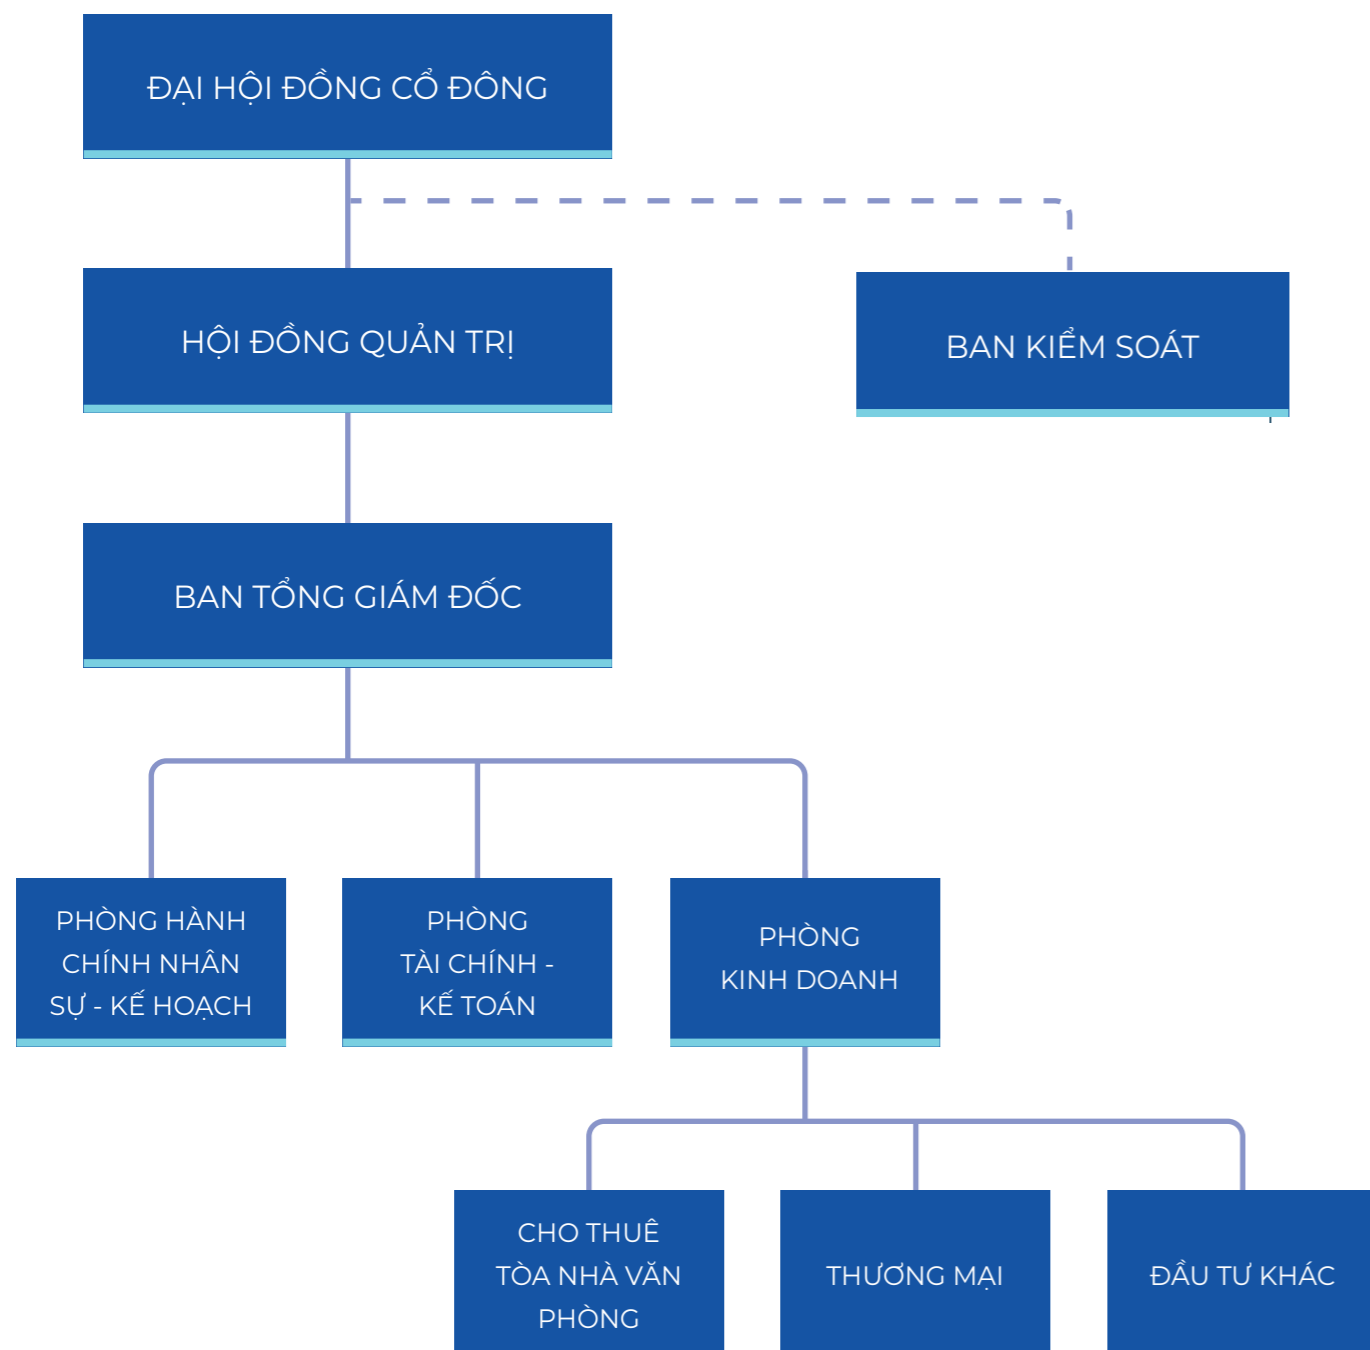 ĐẠI HỘI ĐỒNG CỔ ĐÔNG
HỘI ĐỒNG QUẢN TRỊ
BAN KIỂM SOÁT
BAN TỔNG GIÁM ĐỐC
PHÒNG HÀNH
CHÍNH NHÂN
SỰ - KẾ HOẠCH
PHÒNG
TÀI CHÍNH -
KẾ TOÁN
PHÒNG
KINH DOANH
CHO THUÊ
TÒA NHÀ VĂN
PHÒNG
THƯƠNG MẠI
ĐẦU TƯ KHÁC